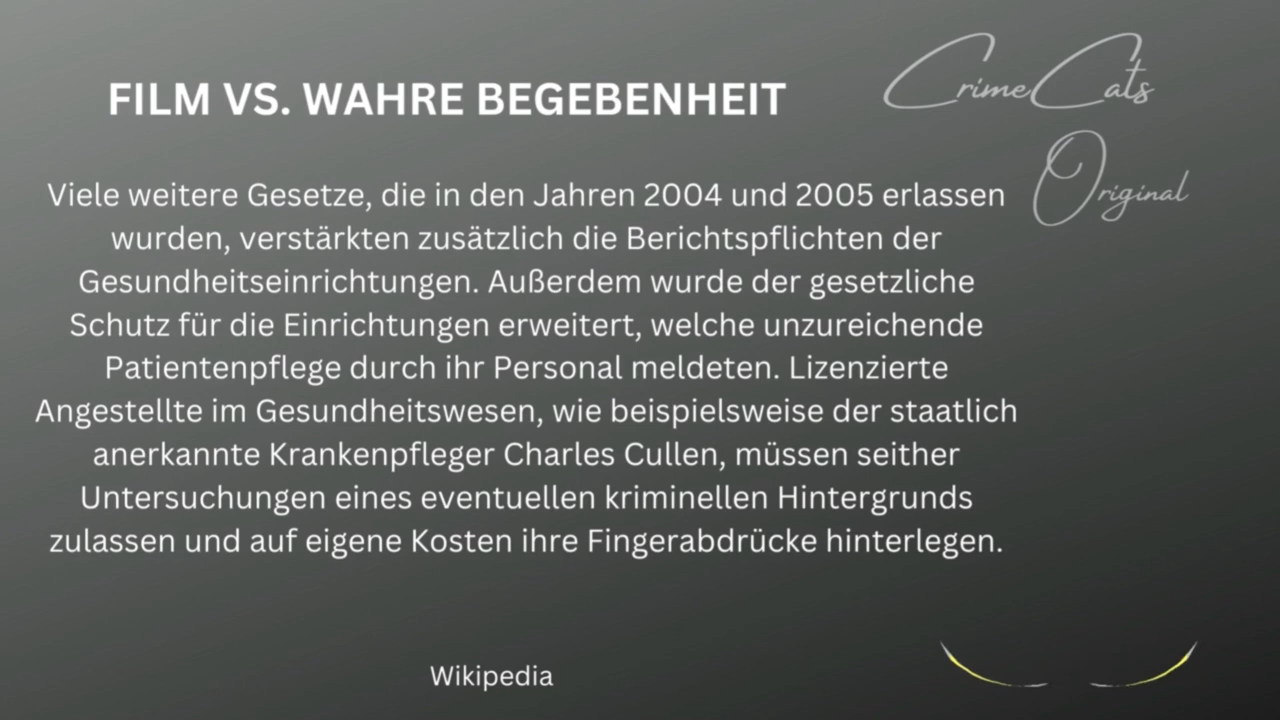 FILM VS. WAHRE BEGEBENHEIT
CrimeCats
Original
Viele weitere Gesetze, die in den Jahren 2004 und 2005 erlassen
wurden, verstärkten zusätzlich die Berichtspflichten der
Gesundheitseinrichtungen. Außerdem wurde der gesetzliche
Schutz für die Einrichtungen erweitert, welche unzureichende
Patientenpflege durch ihr Personal meldeten. Lizenzierte
Angestellte im Gesundheitswesen, wie beispielsweise der staatlich
anerkannte Krankenpfleger Charles Cullen, müssen seither
Untersuchungen eines eventuellen kriminellen Hintergrunds
zulassen und auf eigene Kosten ihre Fingerabdrücke hinterlegen.
Wikipedia